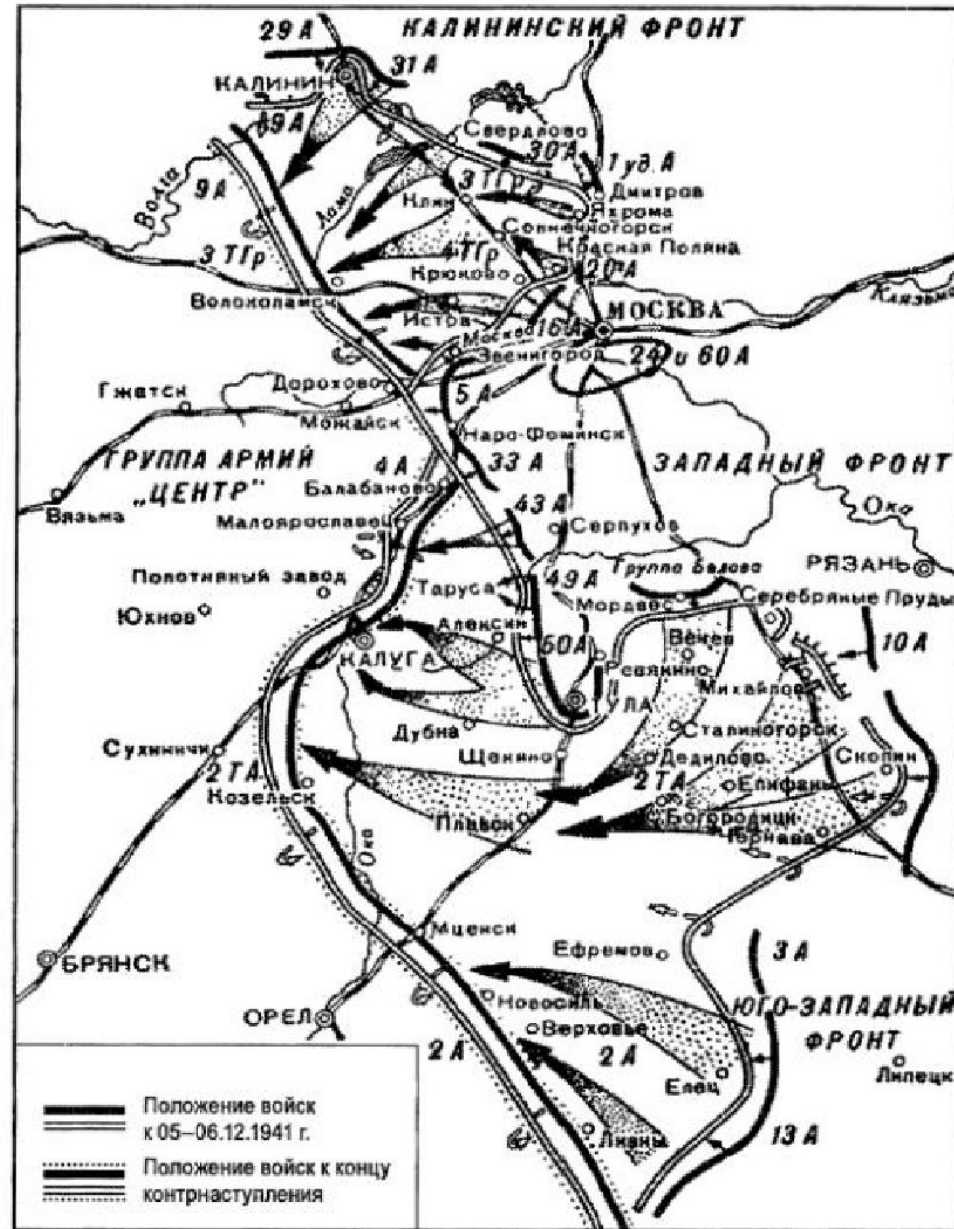 29 А
КАЛИНИНСКИЙ ФРОНТ
31 А
КАЛИНИН
Свердлово
30 А
1 уд. А
3 ТГр
Дмитров
Яхрома
9 А
Волга
Лама
Клин
Солнечногорск
Красная Поляна
3 ТГр
4 ТГр
Крюково
20 А
Клязьма
Волоколамск
МОСКВА
Истра
16 А
Москва
Звенигород
24 и 60 А
Дорохово
5 А
Гжатск
Можайск
Наро-Фоминск
ГРУППА АРМИЙ
„ЦЕНТР"
4 А
33 А
ЗАПАДНЫЙ ФРОНТ
Балабаново
Вязьма
Малоярославец
43 А
Серпухов
Ока
РЯЗАНЬ
Полотняный завод
49 А
Группа Белова
Таруса
Мордвес
Серебряные Пруды
Юхнов
Алексин
50 А
Венев
10 А
КАЛУГА
Ревякино
Михайлов
УЛА
Дубна
Сталиногорск
Сухиничи
Щекино
Дедилово
Скопин
2 ТА
2 ТА
Епифань
Козельск
Плавск
Богородицк
Горнава
Ока
Мценск
БРЯНСК
Ефремов
3 А
ОРЕЛ
Новосиль
ЮГО-ЗАПАДНЫЙ
ФРОНТ
Верховье
2 А
2 А
Елец
Липецк
Ливны
13 А
Положение войск
к 05–06.12.1941 г.
Положение войск к концу
контрнаступления